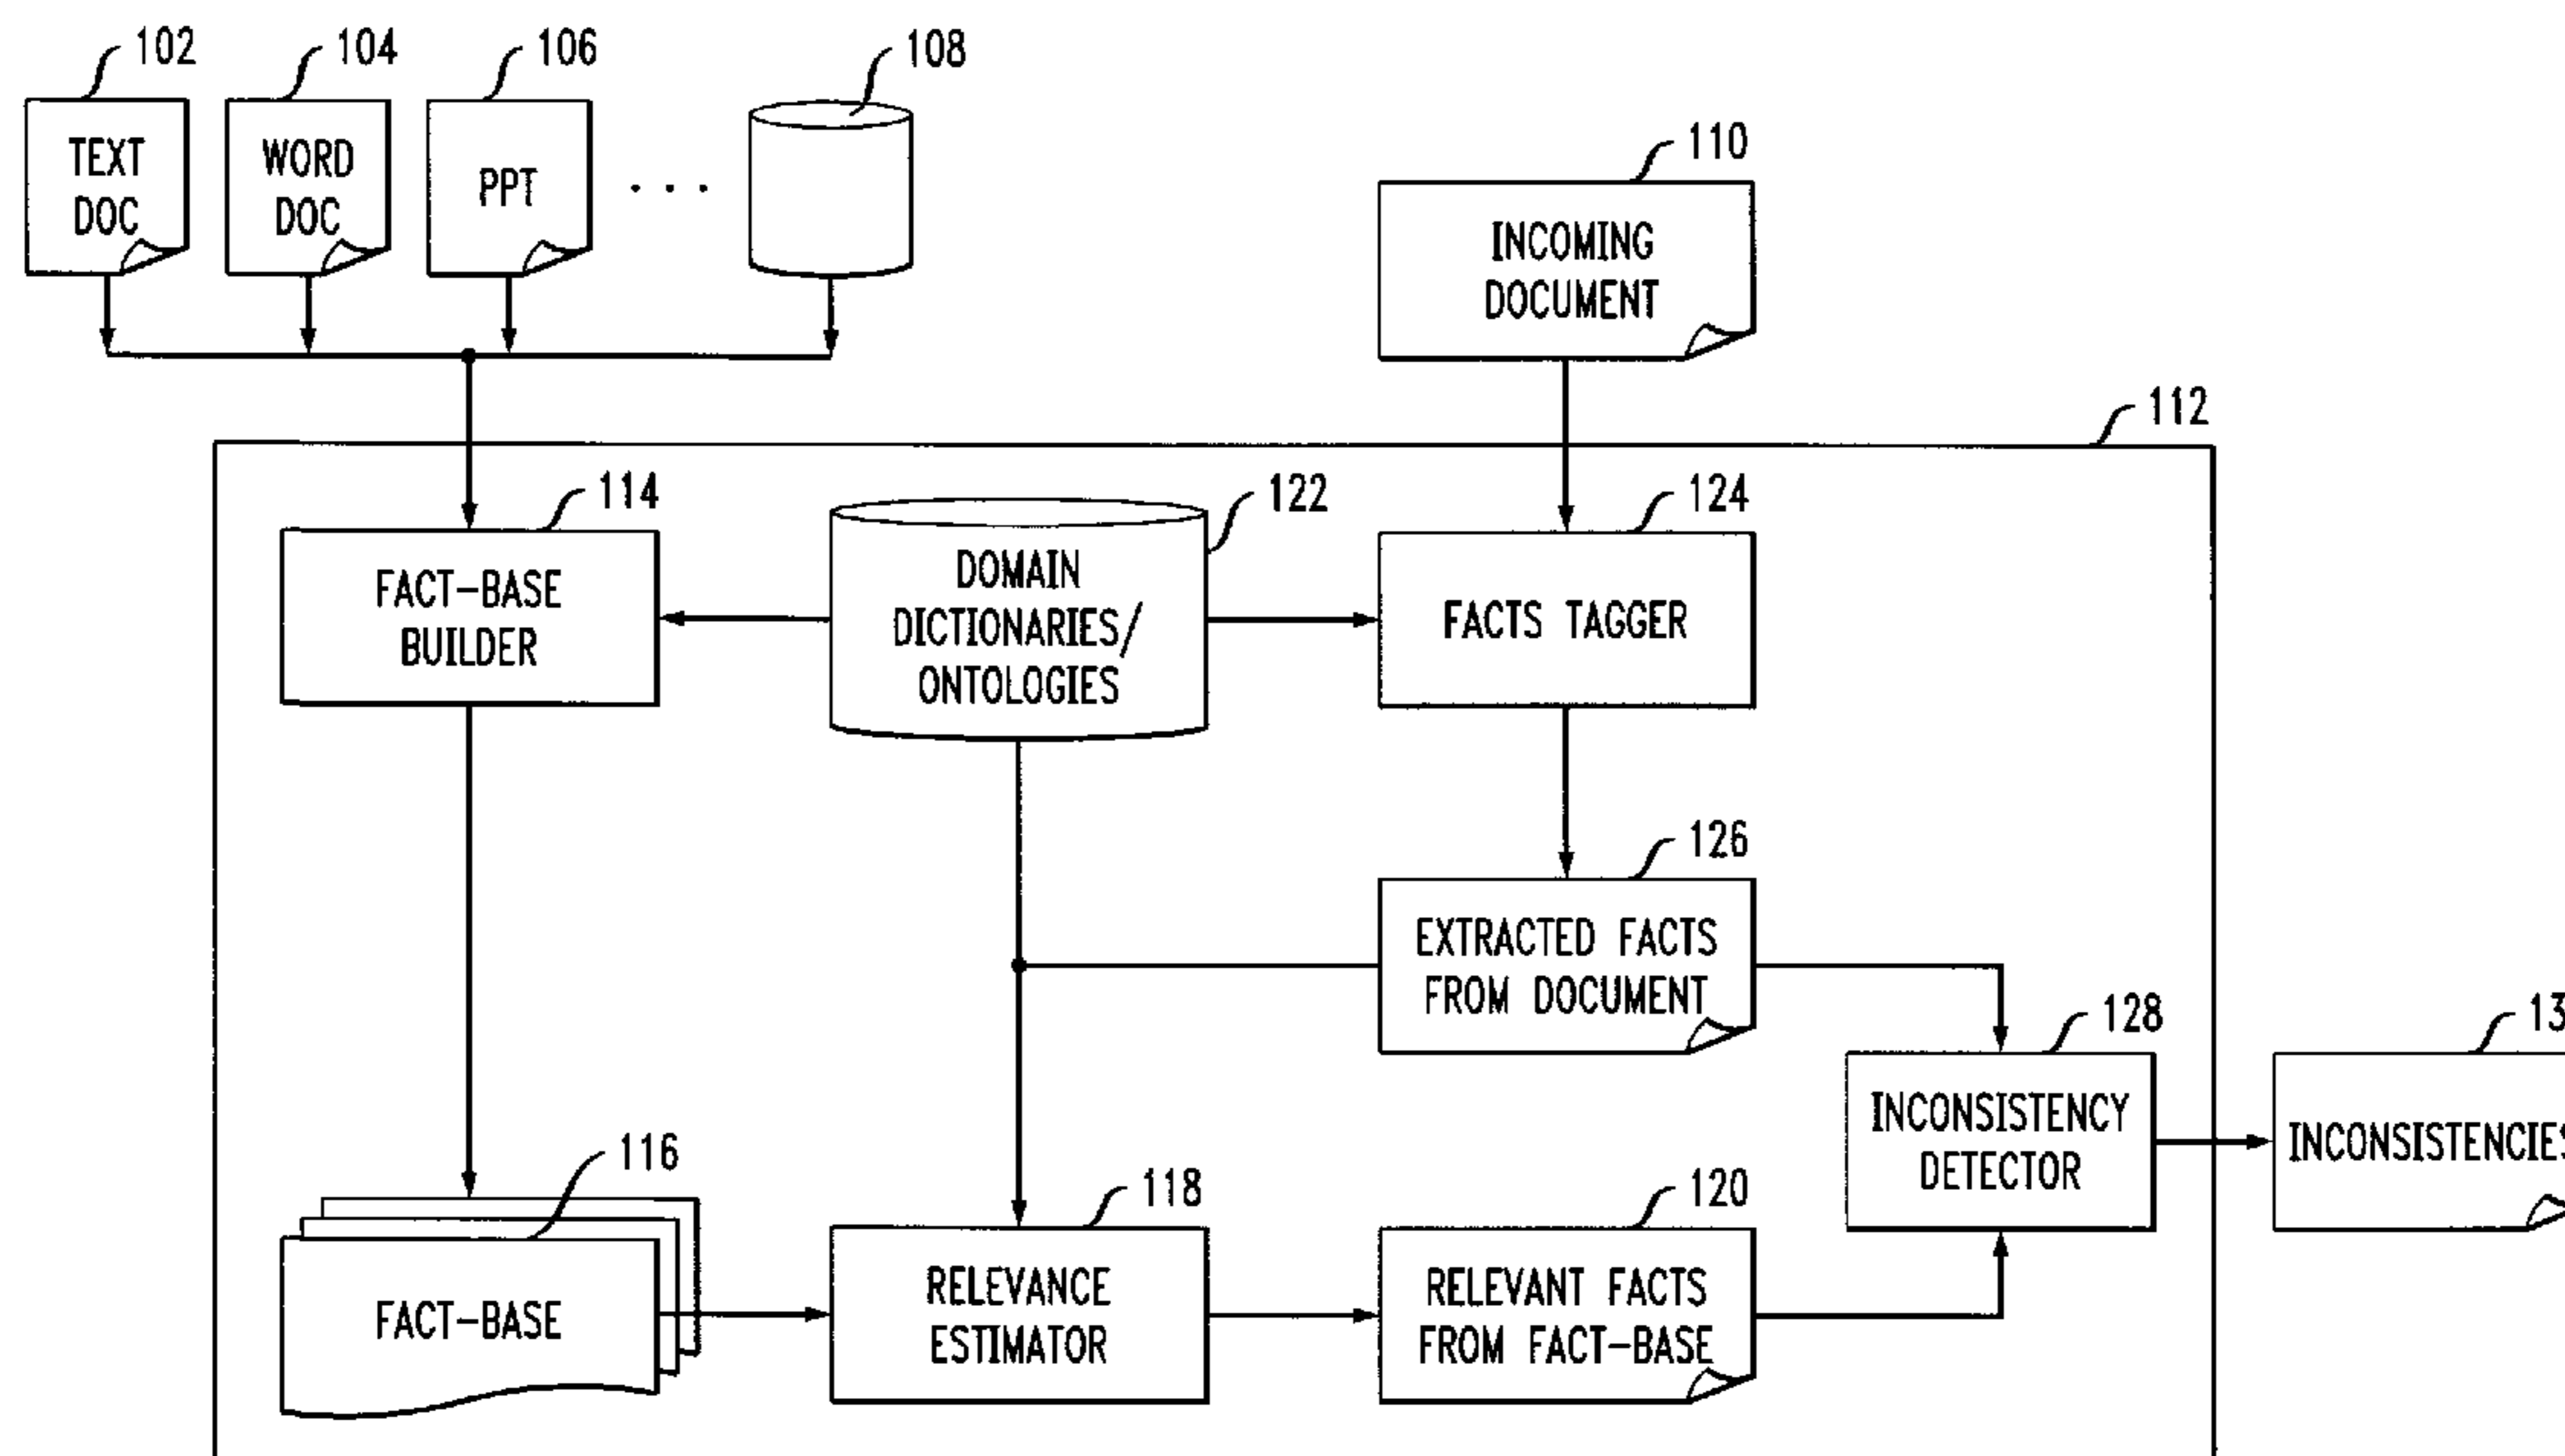 102
104
106
108
TEXT
DOC
WORD
DOC
PPT
. . .
110
INCOMING
DOCUMENT
112
114
FACT-BASE
BUILDER
122
DOMAIN
DICTIONARIES/
ONTOLOGIES
124
FACTS TAGGER
126
EXTRACTED FACTS
FROM DOCUMENT
128
INCONSISTENCY
DETECTOR
13
INCONSISTENCIES
116
FACT-BASE
118
RELEVANCE
ESTIMATOR
120
RELEVANT FACTS
FROM FACT-BASE